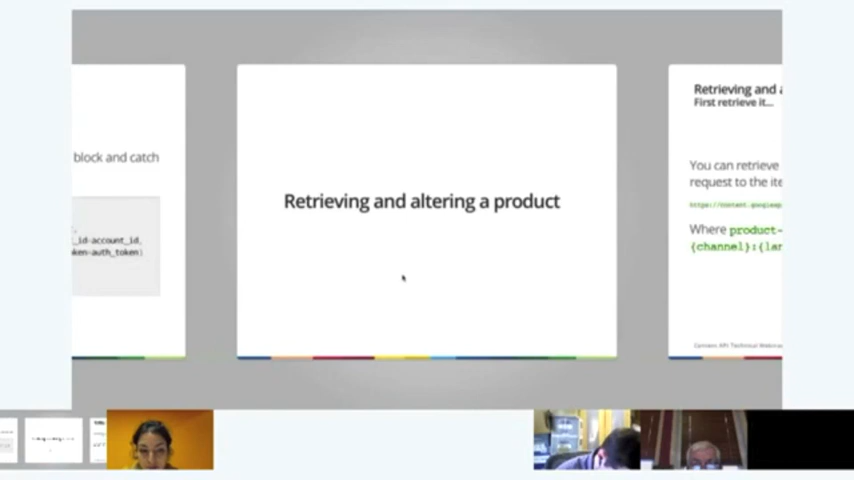 block and catch
_id-account_id,
ken-auth_token)
Retrieving and altering a product
Retrieving and a
First retrieve it...
You can retrieve
request to the ite
Where product-
{channel}:{lan